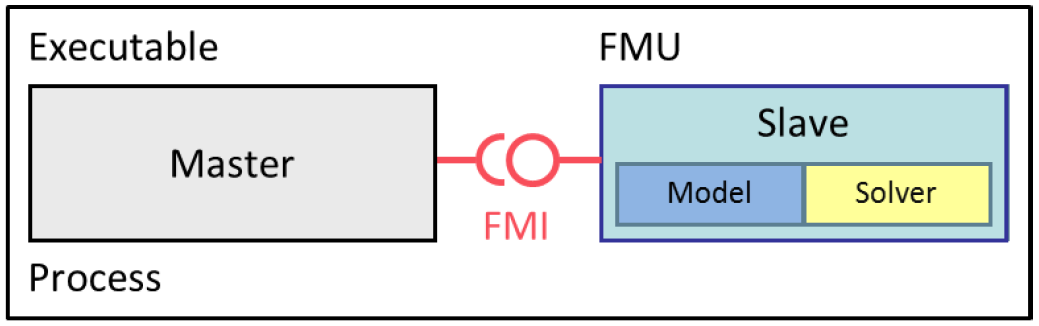 Executable
FMU
Master
Slave
Model
Solver
FMI
Process